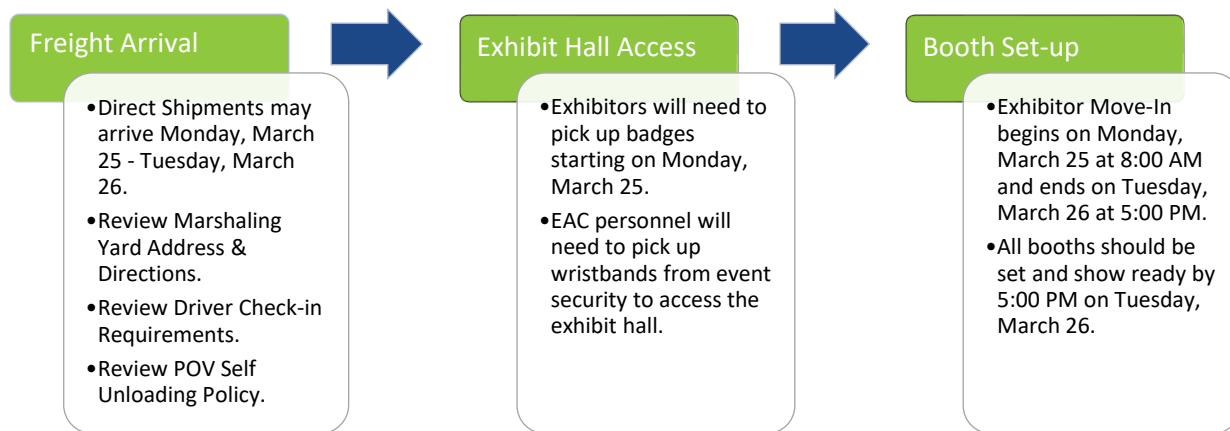 Freight Arrival
•Direct Shipments may
arrive Monday, March
25 - Tuesday, March
26.
•Review Marshaling
Yard Address &
Directions.
•Review Driver Check-in
Requirements.
•Review POV Self
Unloading Policy.
Exhibit Hall Access
•Exhibitors will need to
pick up badges
starting on Monday,
March 25.
•EAC personnel will
need to pick up
wristbands from event
security to access the
exhibit hall.
Booth Set-up
•Exhibitor Move-In
begins on Monday,
March 25 at 8:00 AM
and ends on Tuesday,
March 26 at 5:00 PM.
•All booths should be
set and show ready by
5:00 PM on Tuesday,
March 26.